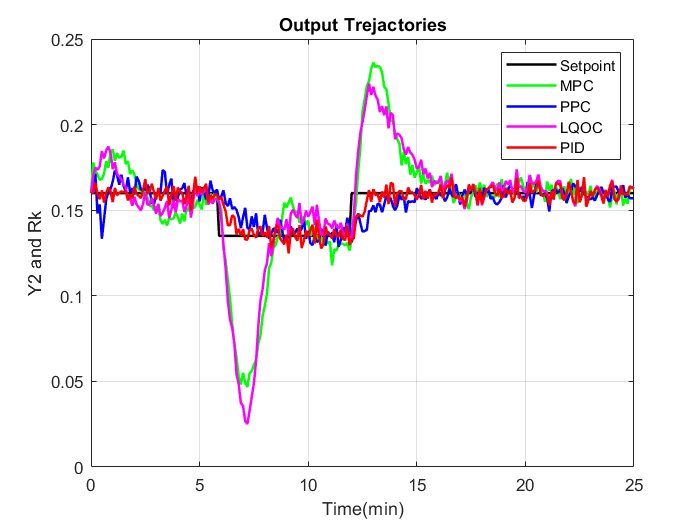 Output Trejactories
0.25
0.2
0.15
0.1
0.05
0
Y2 and Rk
Setpoint
MPC
PPC
LQOC
PID
0 5 10 15 20 25
Time(min)